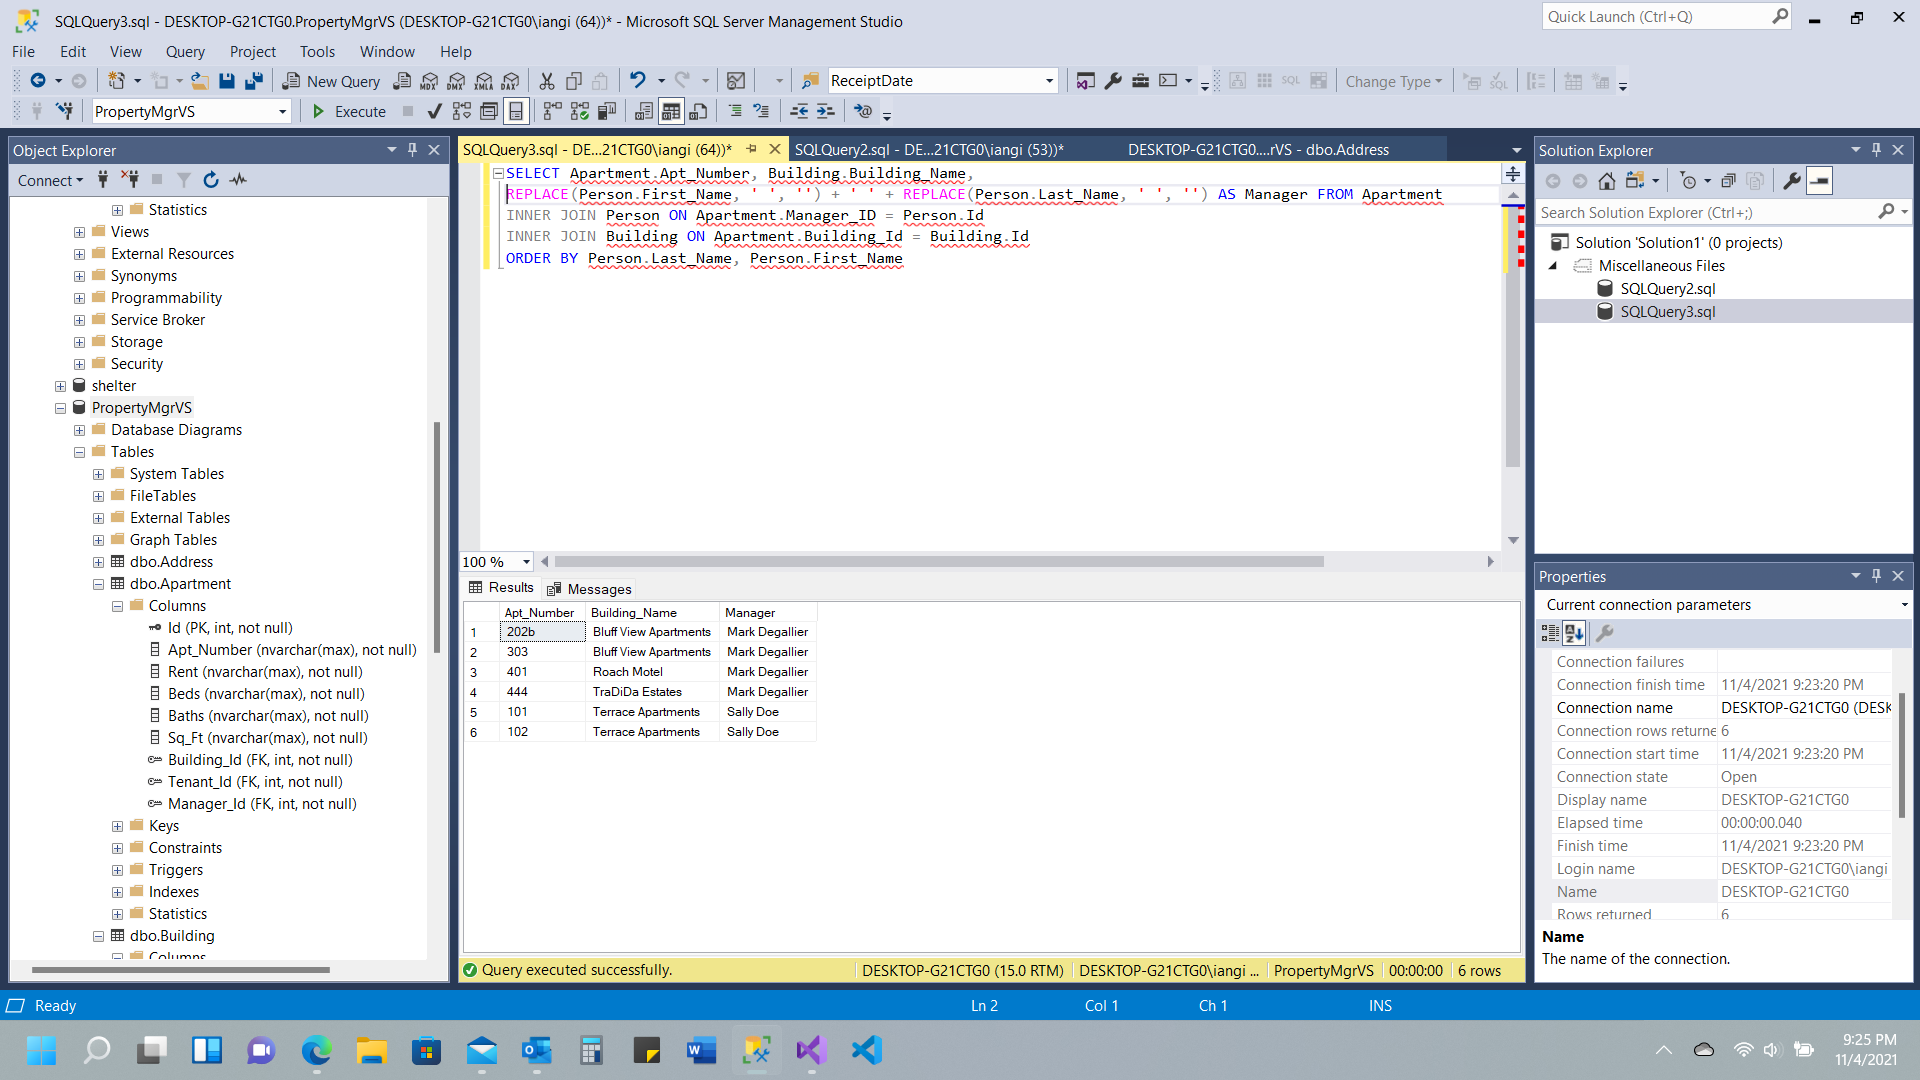 SQLQuery3.sql - DESKTOP-G21CTG0.PropertyMgrVS (DESKTOP-G21CTG0\iangi (64))* - Microsoft SQL Server Management Studio
Quick Launch (Ctrl+Q)
File Edit View Query Project Tools Window Help
New Query
MDX DMX XMLA DAX
ReceiptDate
SQL
Change Type
PropertyMgrVS
Execute
Object Explorer
Connect
Statistics
Views
External Resources
Synonyms
Programmability
Service Broker
Storage
Security
shelter
PropertyMgrVS
Database Diagrams
Tables
System Tables
FileTables
External Tables
Graph Tables
dbo.Address
dbo.Apartment
Columns
Id (PK, int, not null)
Apt_Number (nvarchar(max), not null)
Rent (nvarchar(max), not null)
Beds (nvarchar(max), not null)
Baths (nvarchar(max), not null)
Sq_Ft (nvarchar(max), not null)
Building_Id (FK, int, not null)
Tenant_Id (FK, int, not null)
Manager_Id (FK, int, not null)
Keys
Constraints
Triggers
Indexes
Statistics
dbo.Building
Columns
SQLQuery3.sql - DE...21CTG0\iangi (64))*
SQLQuery2.sql - DE...21CTG0\iangi (53))*
DESKTOP-G21CTG0....rVS - dbo.Address
SELECT Apartment.Apt_Number, Building.Building_Name,
REPLACE(Person.First_Name, ' ', '') + ' ' + REPLACE(Person.Last_Name, ' ', '') AS Manager FROM Apartment
INNER JOIN Person ON Apartment.Manager_ID = Person.Id
INNER JOIN Building ON Apartment.Building_Id = Building.Id
ORDER BY Person.Last_Name, Person.First_Name
100 %
Results Messages
Apt_Number Building_Name Manager
1 202b Bluff View Apartments Mark Degallier
2 303 Bluff View Apartments Mark Degallier
3 401 Roach Motel Mark Degallier
4 444 TraDiDa Estates Mark Degallier
5 101 Terrace Apartments Sally Doe
6 102 Terrace Apartments Sally Doe
Query executed successfully.
DESKTOP-G21CTG0 (15.0 RTM) DESKTOP-G21CTG0\iangi ... PropertyMgrVS 00:00:00 6 rows
Solution Explorer
Search Solution Explorer (Ctrl+;)
Solution 'Solution1' (0 projects)
Miscellaneous Files
SQLQuery2.sql
SQLQuery3.sql
Properties
Current connection parameters
Connection failures
Connection finish time 11/4/2021 9:23:20 PM
Connection name DESKTOP-G21CTG0 (DESK
Connection rows returne 6
Connection start time 11/4/2021 9:23:20 PM
Connection state Open
Display name DESKTOP-G21CTG0
Elapsed time 00:00:00.040
Finish time 11/4/2021 9:23:20 PM
Login name DESKTOP-G21CTG0\iangi
Name DESKTOP-G21CTG0
Rows returned 6
Name
The name of the connection.
Ready
Ln 2 Col 1 Ch 1 INS
9:25 PM
11/4/2021